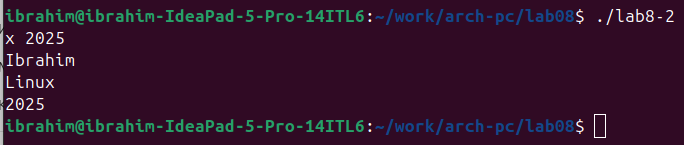 ibrahim@ibrahim-IdeaPad-5-Pro-14ITL6:~/work/arch-pc/lab08$ ./lab8-2
x 2025
Ibrahim
Linux
2025
ibrahim@ibrahim-IdeaPad-5-Pro-14ITL6:~/work/arch-pc/lab08$